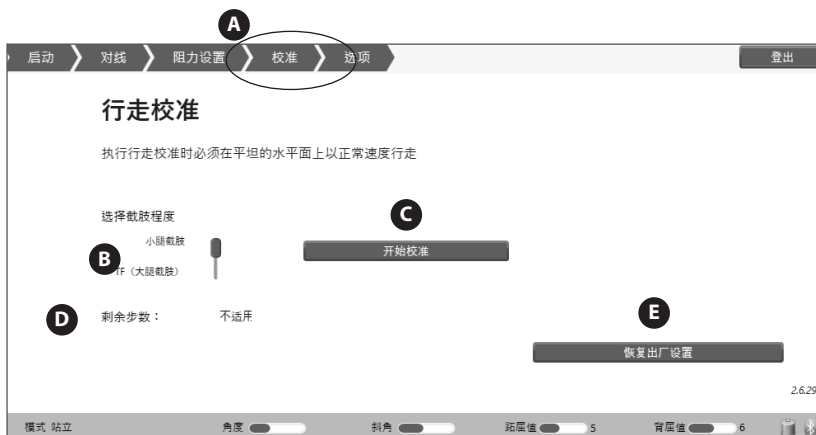 A
启动 对线 阻力设置 校准 选项 登出
行走校准
执行行走校准时必须在平坦的水平面上以正常速度行走
选择截肢程度
C
小腿截肢
开始校准
B
TF（大腿截肢）
D 剩余步数： 不适用
E
恢复出厂设置
2.6.29
模式 站立 角度 斜角 跖屈值 5 背屈值 6